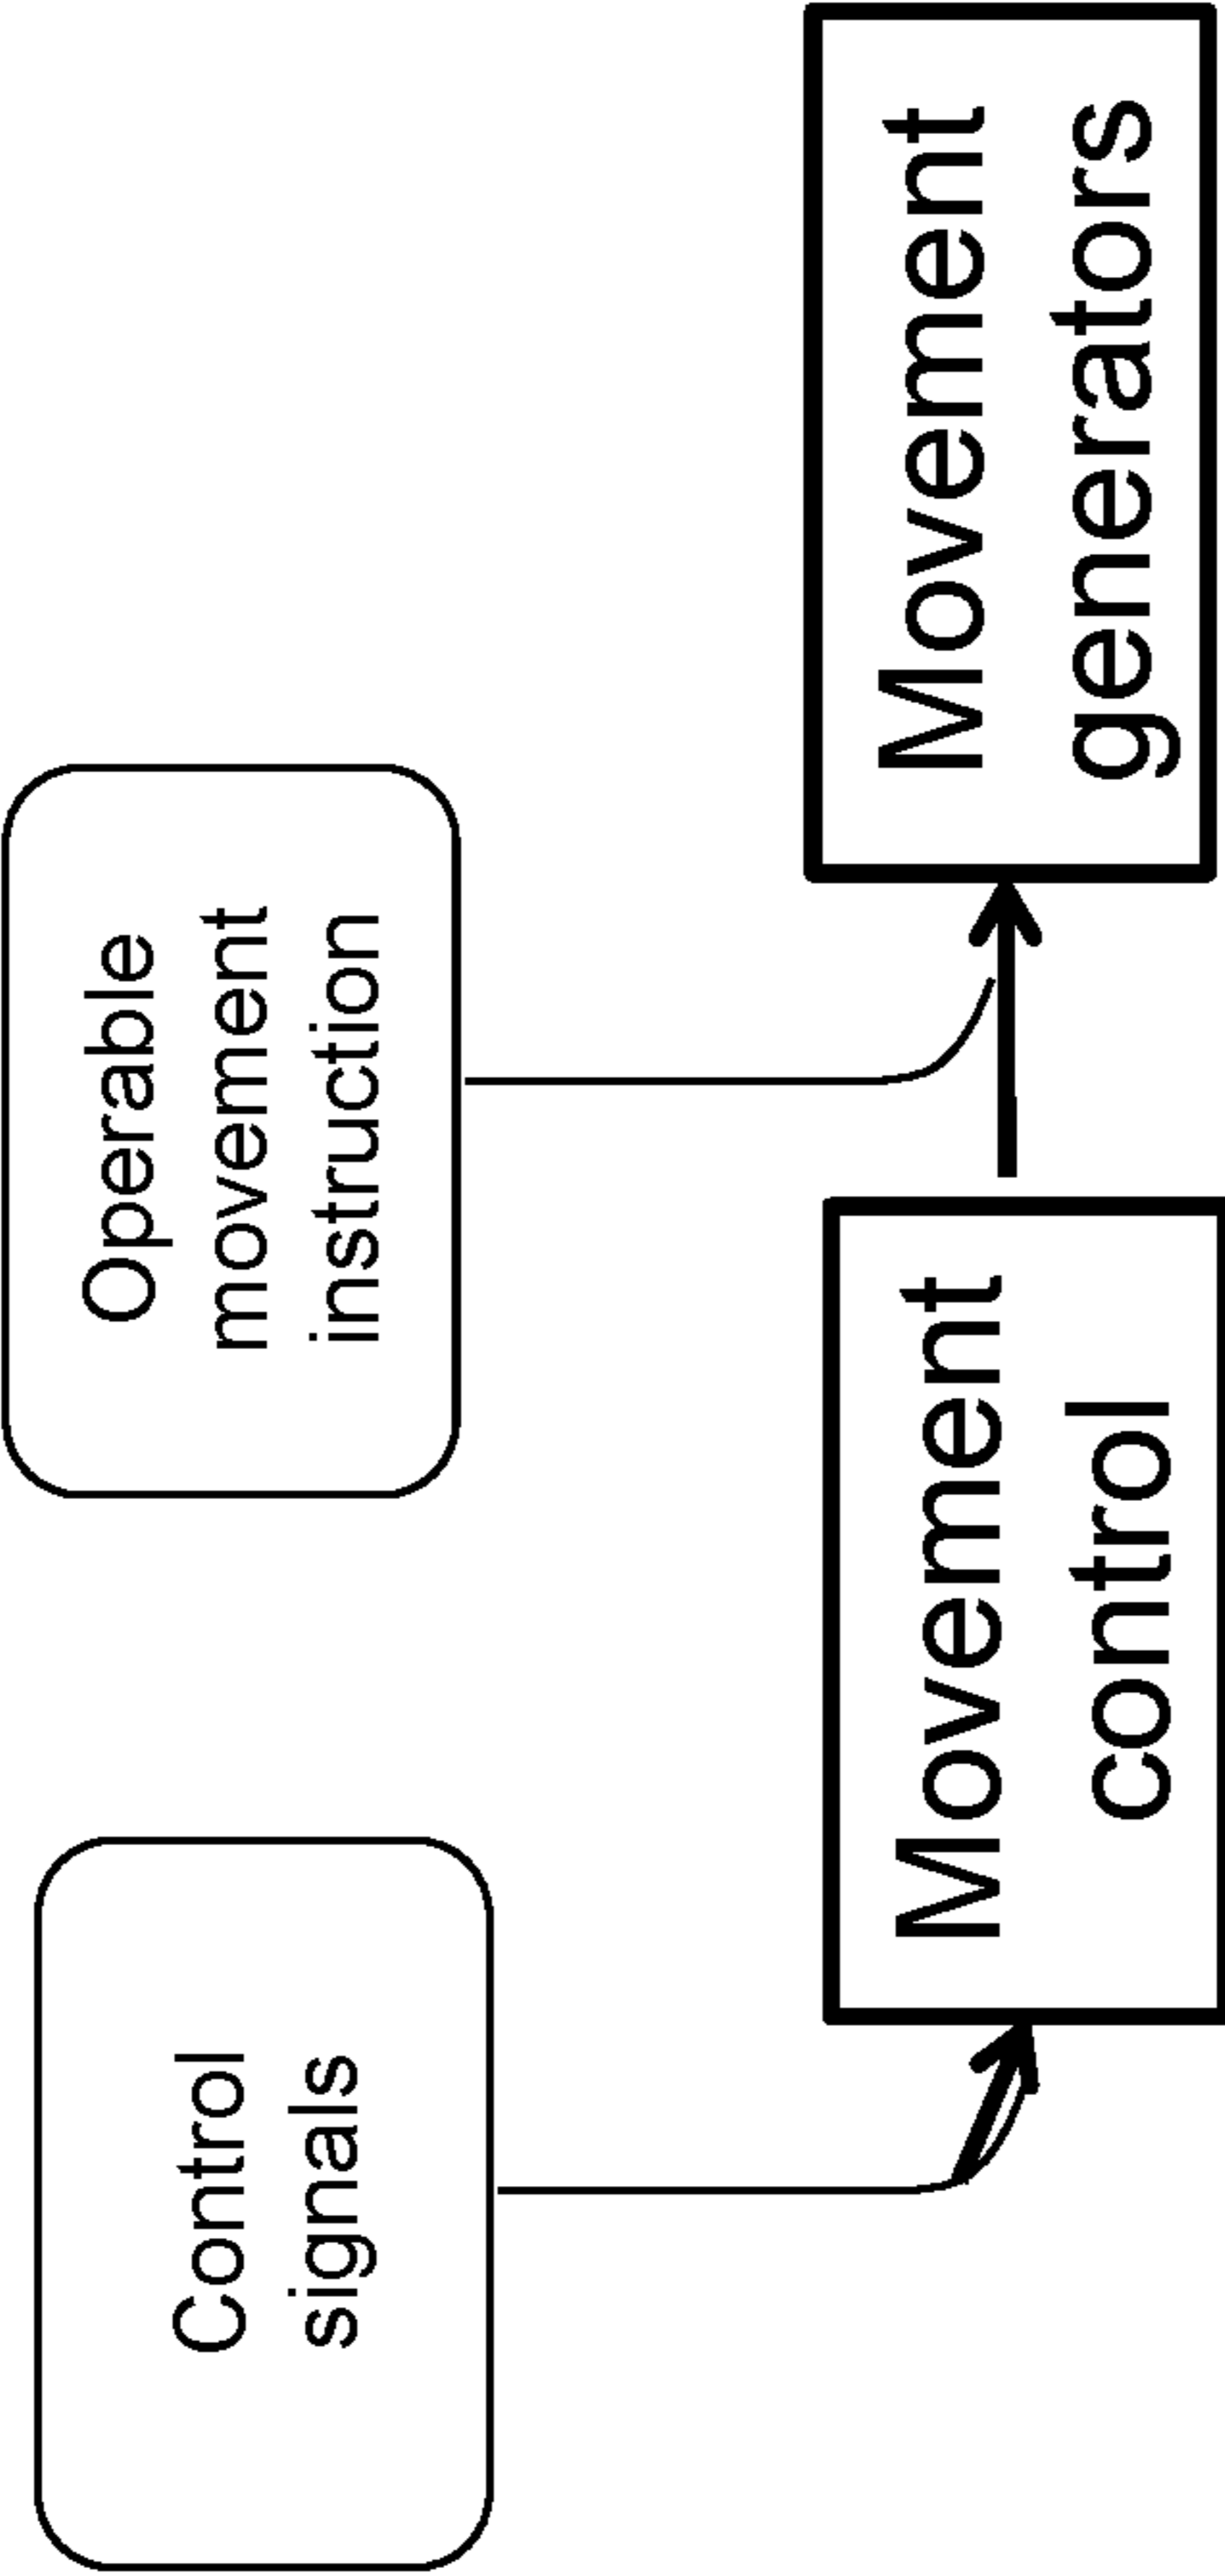 Control
signals
Operable
movement
instruction
Movement
control
Movement
generators